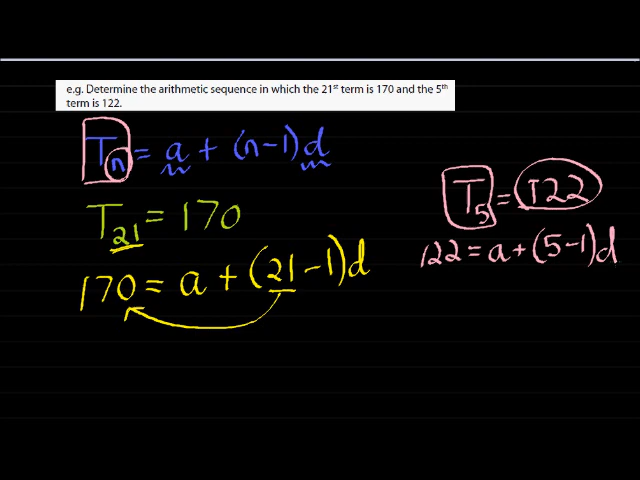 e.g. Determine the arithmetic sequence in which the 21st term is 170 and the 5th
term is 122.
Tn = a + (n-1)d
T21 = 170
170 = a + (21-1)d
T5 = 122
122 = a + (5-1)d